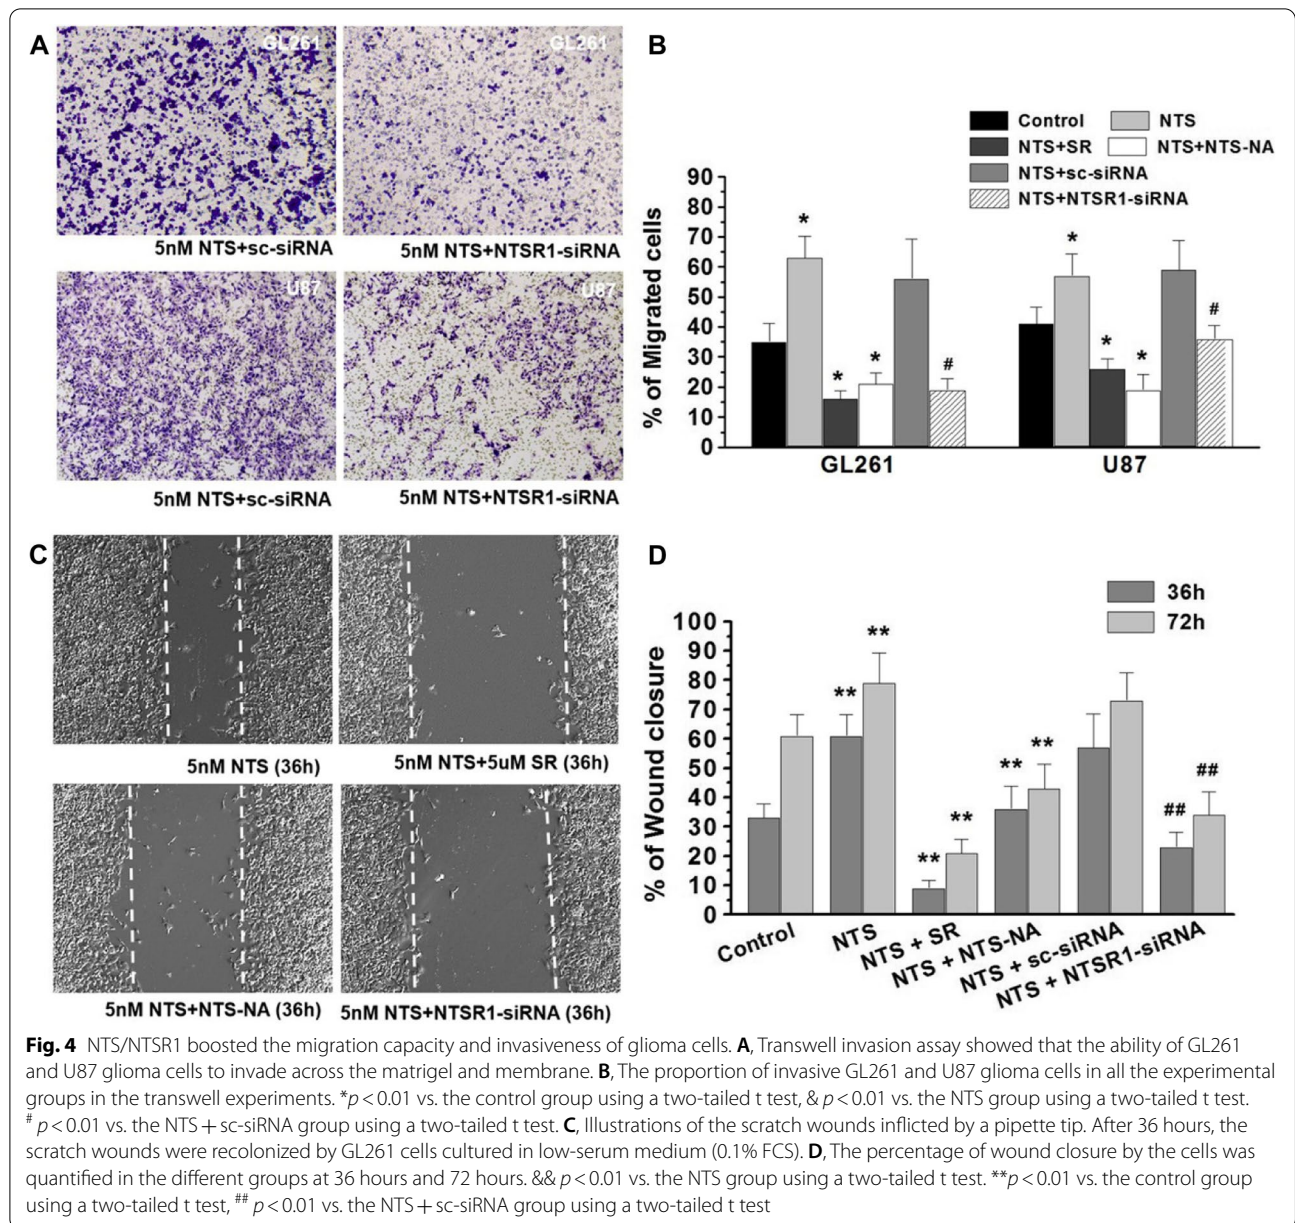 A
GL261
GL261
5nM NTS+sc-siRNA
5nM NTS+NTSR1-siRNA
U87
U87
5nM NTS+sc-siRNA
5nM NTS+NTSR1-siRNA
B
Control
NTS
NTS+SR
NTS+NTS-NA
NTS+sc-siRNA
NTS+NTSR1-siRNA
% of Migrated cells
90
80
70
60
50
40
30
20
10
0
*
*
*
#
*
*
*
#
GL261
U87
C
5nM NTS (36h)
5nM NTS+5uM SR (36h)
5nM NTS+NTS-NA (36h)
5nM NTS+NTSR1-siRNA (36h)
D
36h
72h
% of Wound closure
100
90
80
70
60
50
40
30
20
10
0
**
**
**
**
**
**
##
##
Control
NTS
NTS + SR
NTS + NTS-NA
NTS + sc-siRNA
NTS + NTSR1-siRNA
Fig. 4 NTS/NTSR1 boosted the migration capacity and invasiveness of glioma cells. A, Transwell invasion assay showed that the ability of GL261
and U87 glioma cells to invade across the matrigel and membrane. B, The proportion of invasive GL261 and U87 glioma cells in all the experimental
groups in the transwell experiments. *p < 0.01 vs. the control group using a two-tailed t test, & p < 0.01 vs. the NTS group using a two-tailed t test.
# p < 0.01 vs. the NTS + sc-siRNA group using a two-tailed t test. C, Illustrations of the scratch wounds inflicted by a pipette tip. After 36 hours, the
scratch wounds were recolonized by GL261 cells cultured in low-serum medium (0.1% FCS). D, The percentage of wound closure by the cells was
quantified in the different groups at 36 hours and 72 hours. && p < 0.01 vs. the NTS group using a two-tailed t test. **p < 0.01 vs. the control group
using a two-tailed t test, ## p < 0.01 vs. the NTS + sc-siRNA group using a two-tailed t test